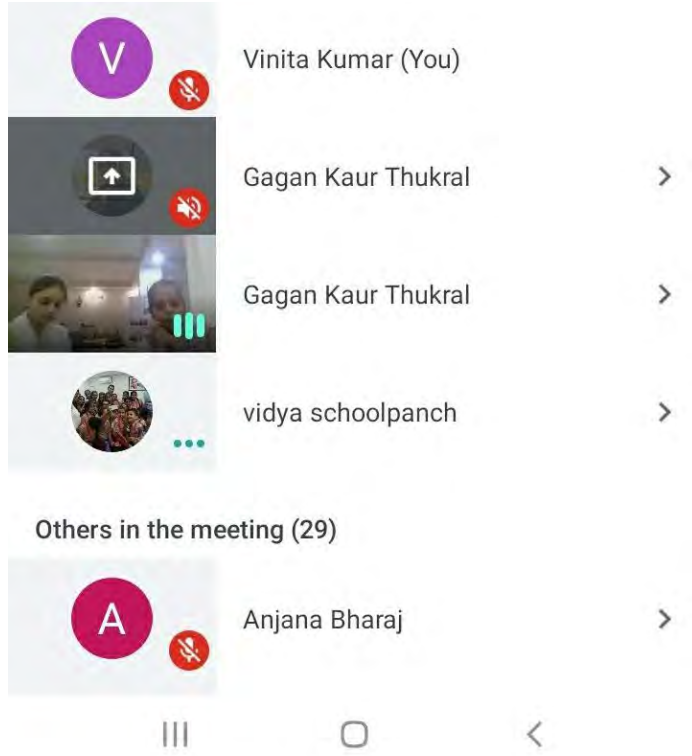 V
Vinita Kumar (You)
Gagan Kaur Thukral
Gagan Kaur Thukral
vidya schoolpanch
Others in the meeting (29)
A
Anjana Bharaj